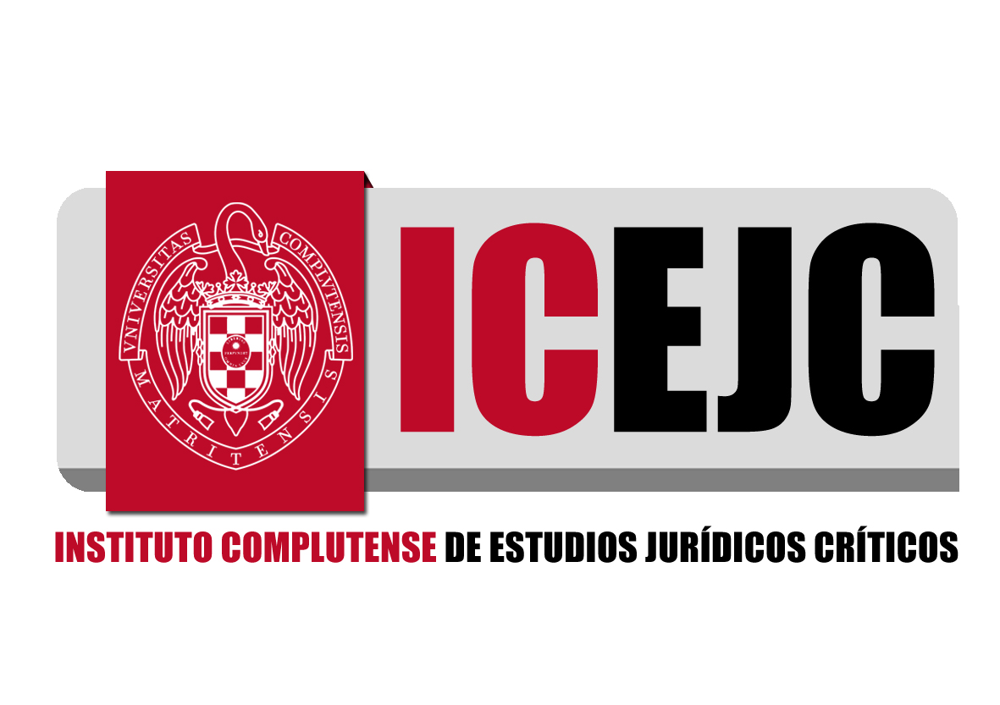 VNIVERSITAS
COMPLVTENSIS
MATRITENSIS
ICEJC
INSTITUTO COMPLUTENSE DE ESTUDIOS JURÍDICOS CRÍTICOS